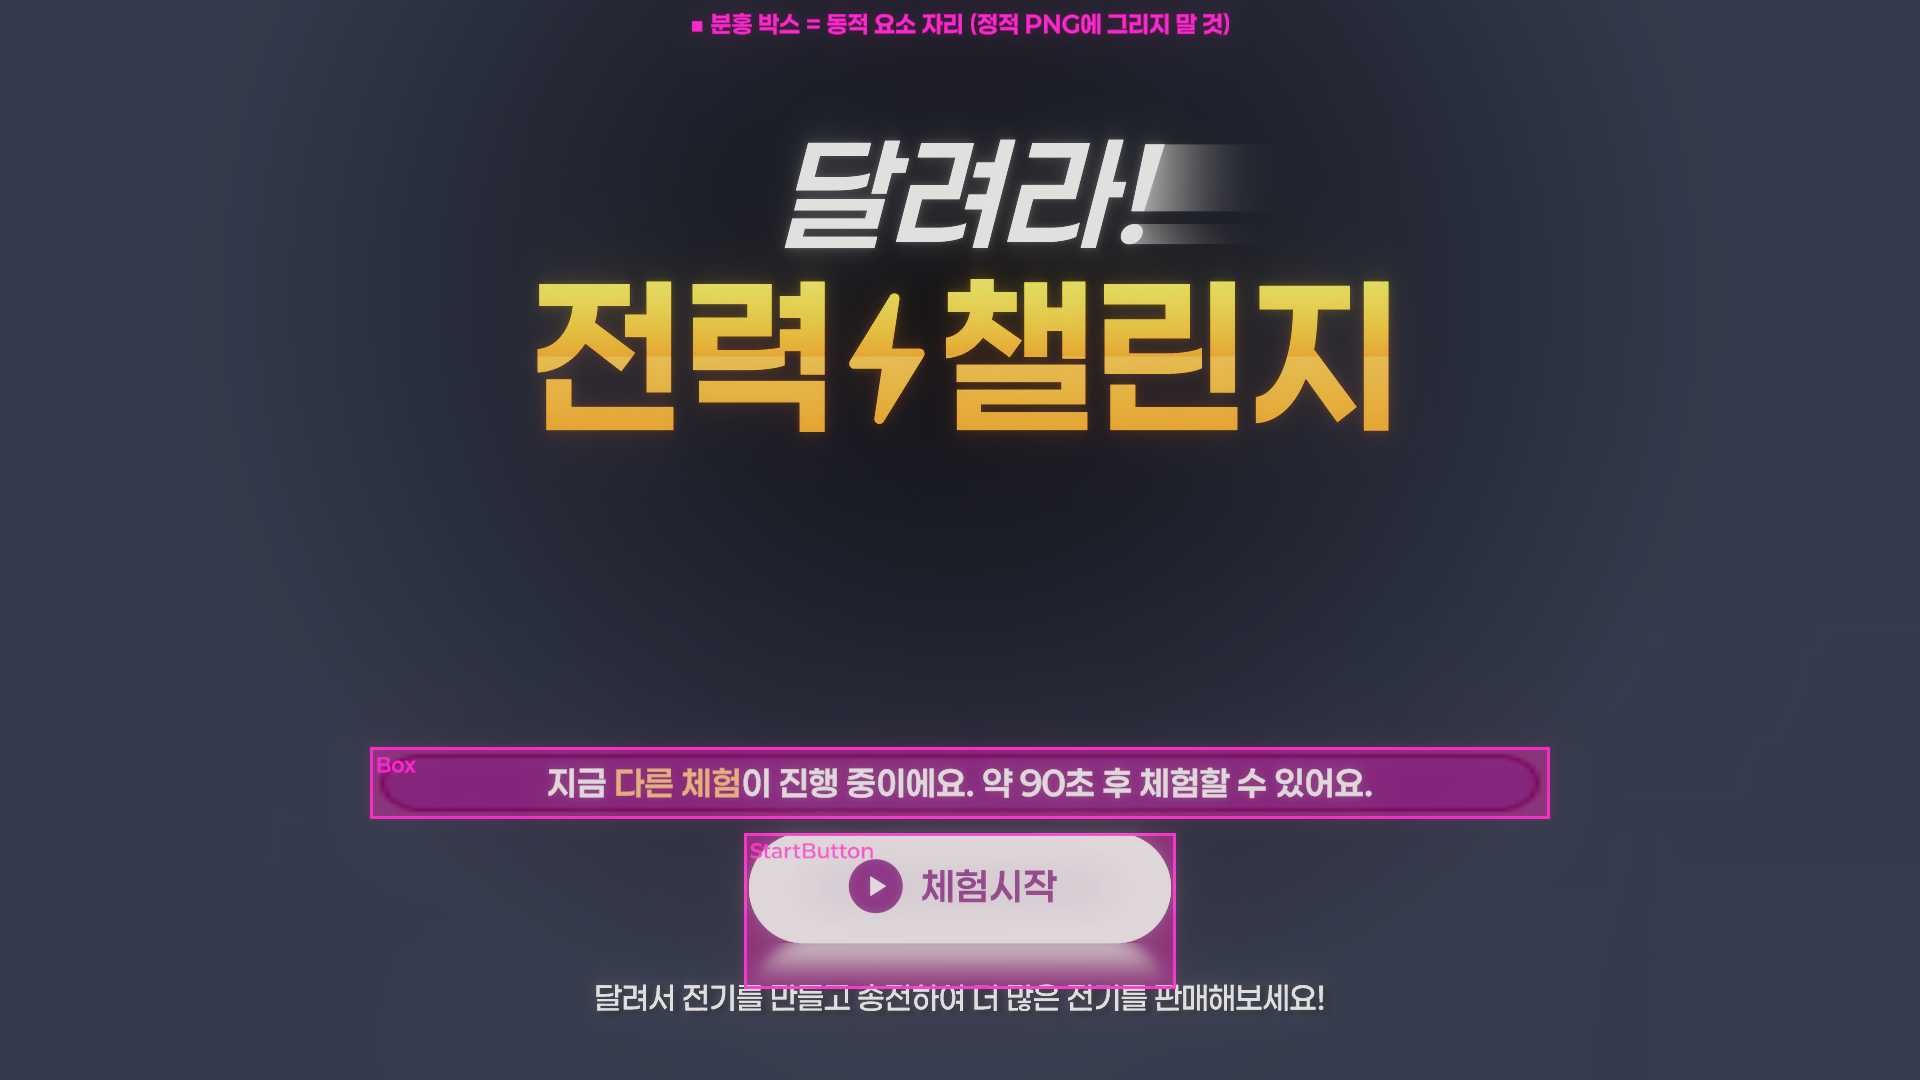 ■ 분홍 박스 = 동적 요소 자리 (정적 PNG에 그리지 말 것)
달려라!
전력 챌린지
Box
지금 다른 체험이 진행 중이에요. 약 90초 후 체험할 수 있어요.
StartButton
체험시작
달려서 전기를 만들고 송전하여 더 많은 전기를 판매해보세요!